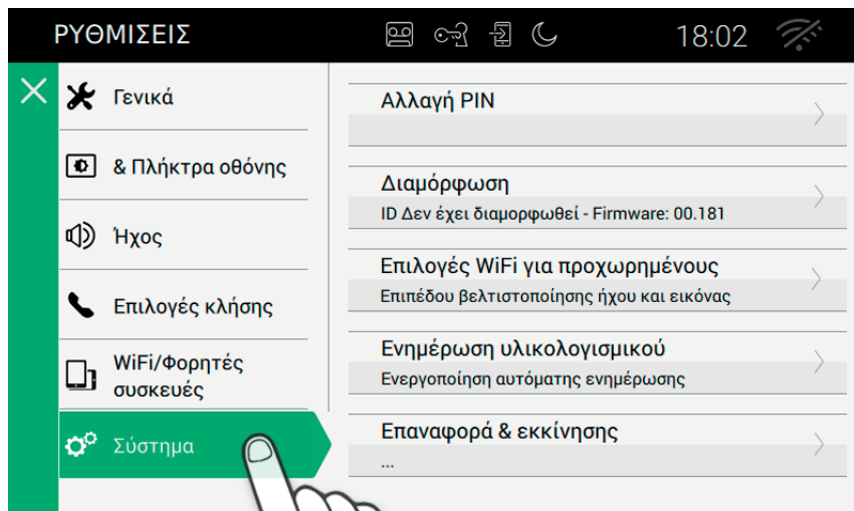 ΡΥΘΜΙΣΕΙΣ
18:02
Γενικά
& Πλήκτρα οθόνης
Ήχος
Επιλογές κλήσης
WiFi/Φορητές
συσκευές
Σύστημα
Αλλαγή PIN
Διαμόρφωση
ID Δεν έχει διαμορφωθεί - Firmware: 00.181
Επιλογές WiFi για προχωρημένους
Επιπέδου βελτιστοποίησης ήχου και εικόνας
Ενημέρωση υλικολογισμικού
Ενεργοποίηση αυτόματης ενημέρωσης
Επαναφορά & εκκίνησης
...